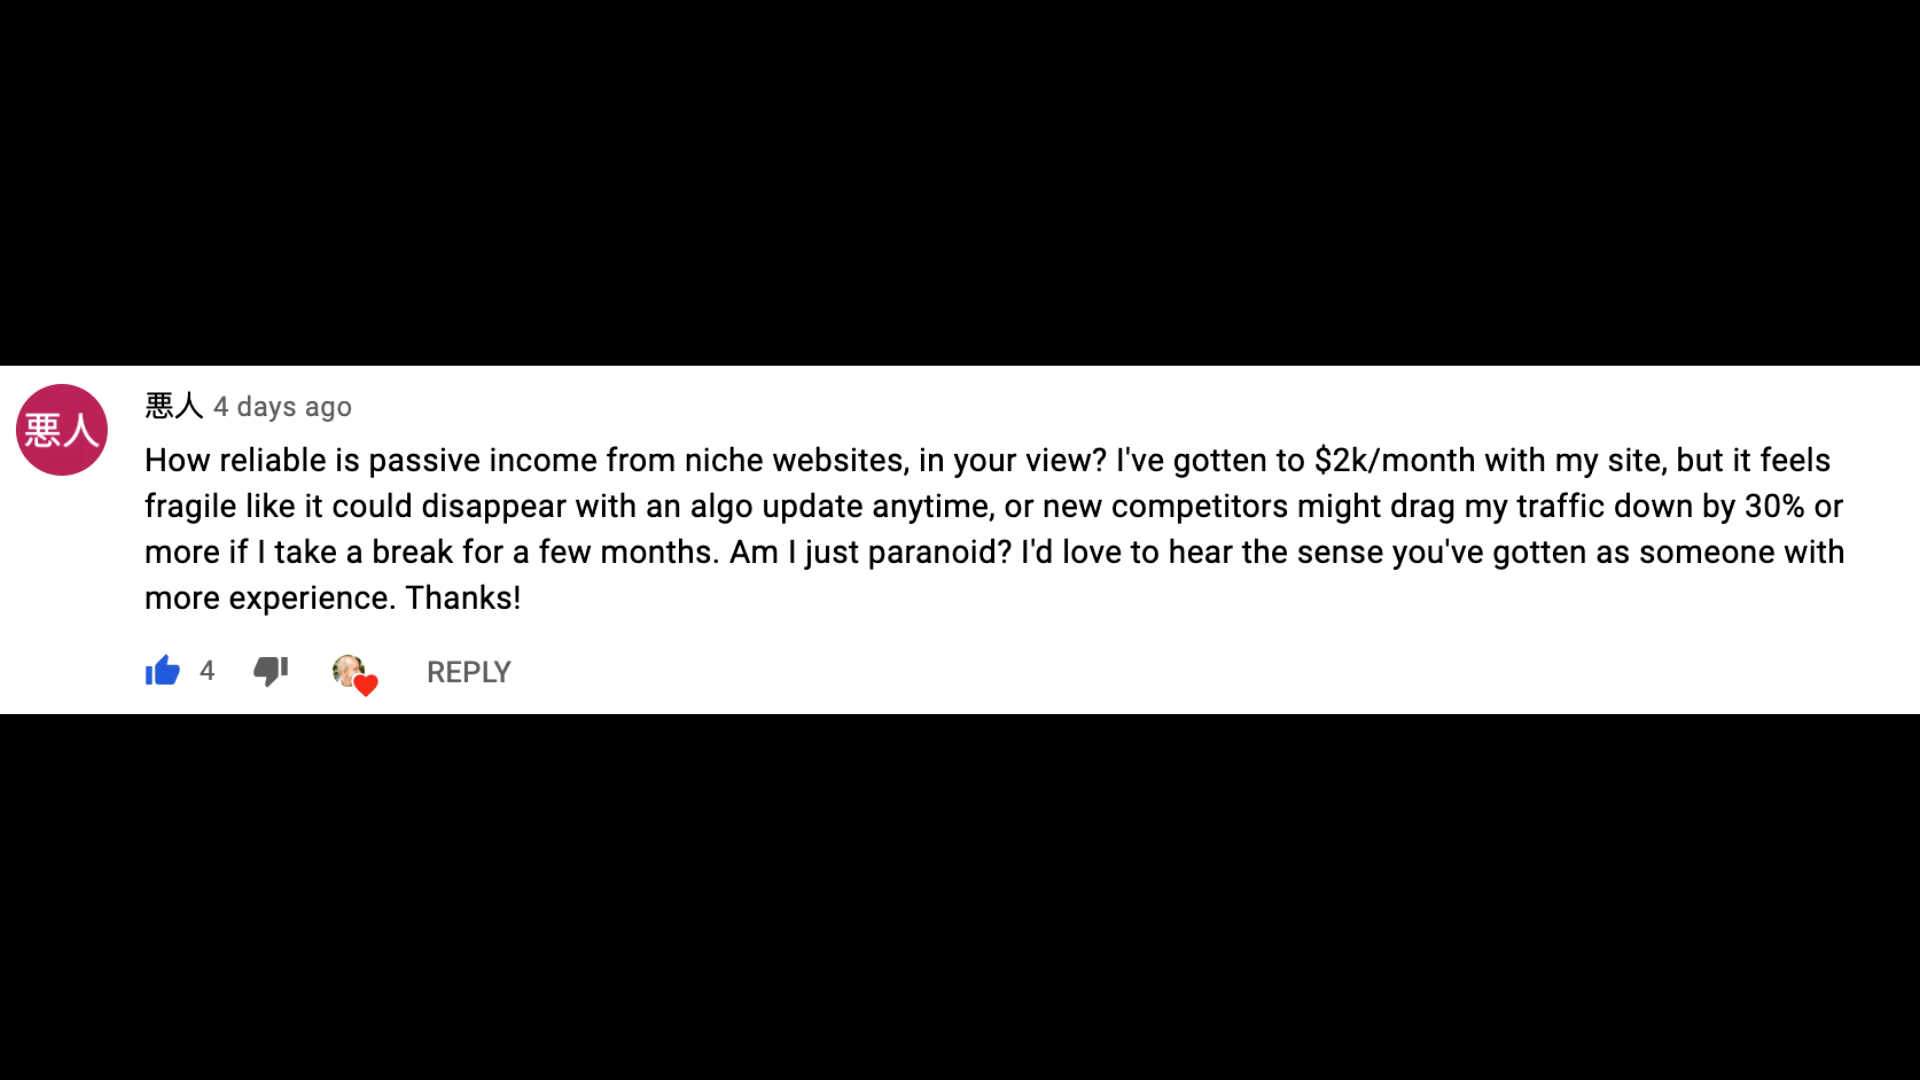 悪人
悪人 4 days ago
How reliable is passive income from niche websites, in your view? I've gotten to $2k/month with my site, but it feels
fragile like it could disappear with an algo update anytime, or new competitors might drag my traffic down by 30% or
more if I take a break for a few months. Am I just paranoid? I'd love to hear the sense you've gotten as someone with
more experience. Thanks!
4 REPLY